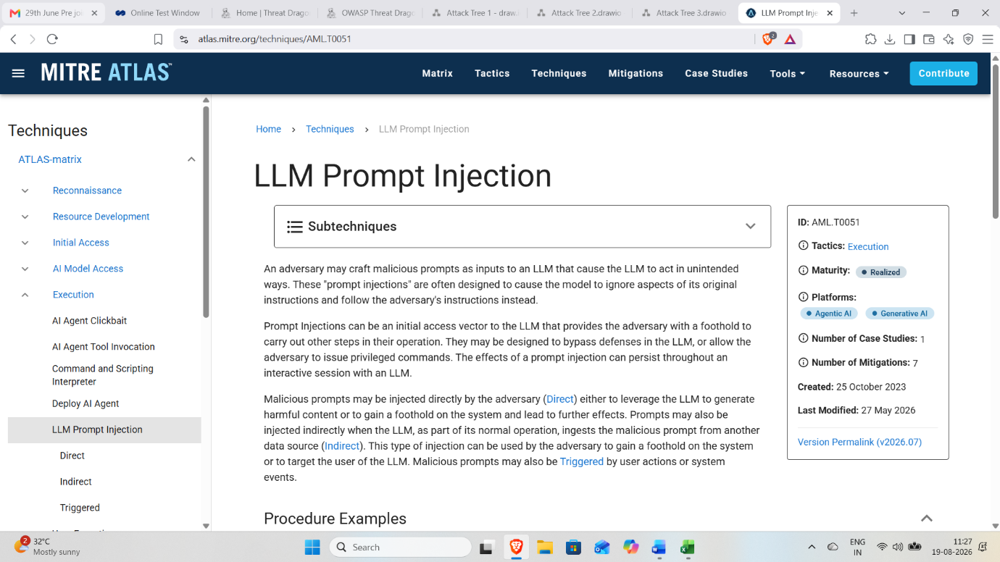 29th June Pre joi
Online Test Window
Home | Threat Drago
OWASP Threat Drago
Attack Tree 1 - draw.
Attack Tree 2.drawio
Attack Tree 3.drawio
LLM Prompt Inje
atlas.mitre.org/techniques/AML.T0051
2
MITRE ATLAS™
Matrix
Tactics
Techniques
Mitigations
Case Studies
Tools
Resources
Contribute
Techniques
ATLAS-matrix
Reconnaissance
Resource Development
Initial Access
AI Model Access
Execution
AI Agent Clickbait
AI Agent Tool Invocation
Command and Scripting
Interpreter
Deploy AI Agent
LLM Prompt Injection
Direct
Indirect
Triggered
Home › Techniques › LLM Prompt Injection
LLM Prompt Injection
Subtechniques
An adversary may craft malicious prompts as inputs to an LLM that cause the LLM to act in unintended
ways. These "prompt injections" are often designed to cause the model to ignore aspects of its original
instructions and follow the adversary's instructions instead.
Prompt Injections can be an initial access vector to the LLM that provides the adversary with a foothold to
carry out other steps in their operation. They may be designed to bypass defenses in the LLM, or allow the
adversary to issue privileged commands. The effects of a prompt injection can persist throughout an
interactive session with an LLM.
Malicious prompts may be injected directly by the adversary (Direct) either to leverage the LLM to generate
harmful content or to gain a foothold on the system and lead to further effects. Prompts may also be
injected indirectly when the LLM, as part of its normal operation, ingests the malicious prompt from another
data source (Indirect). This type of injection can be used by the adversary to gain a foothold on the system
or to target the user of the LLM. Malicious prompts may also be Triggered by user actions or system
events.
Procedure Examples
ID: AML.T0051
Tactics: Execution
Maturity: Realized
Platforms:
Agentic AI
Generative AI
Number of Case Studies: 1
Number of Mitigations: 7
Created: 25 October 2023
Last Modified: 27 May 2026
Version Permalink (v2026.07)
2
32°C
Mostly sunny
Search
ENG
IN
11:27
19-08-2026